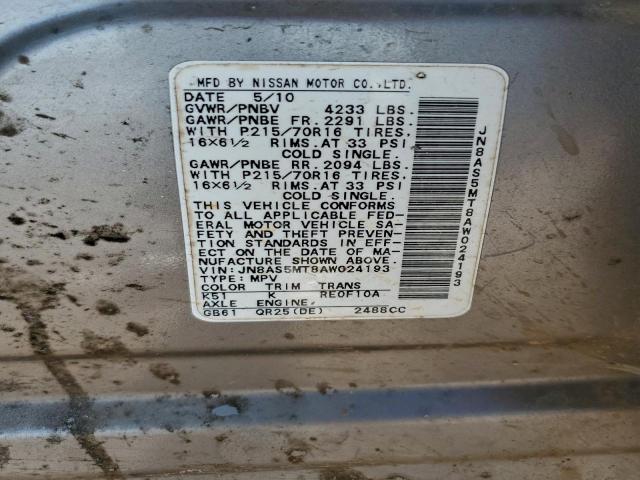 MFD BY NISSAN MOTOR CO.,LTD.
DATE 5/10
GVWR/PNBV 4233 LBS.
GAWR/PNBE FR. 2291 LBS.
WITH P215/70R16 TIRES.
16X6½ RIMS. AT 33 PSI
COLD SINGLE.
GAWR/PNBE RR. 2094 LBS.
WITH P215/70R16 TIRES.
16X6½ RIMS. AT 33 PSI
COLD SINGLE.
THIS VEHICLE CONFORMS
TO ALL APPLICABLE FED-
ERAL MOTOR VEHICLE SA-
FETY AND THEFT PREVEN-
TION STANDARDS IN EFF-
ECT ON THE DATE OF MA-
NUFACTURE SHOWN ABOVE.
VIN: JN8AS5MT8AW024193
TYPE: MPV
COLOR TRIM TRANS
K51 K RE0F10A
AXLE ENGINE.
GB61 QR25(DE) 2488CC
JN8AS5MT8AW024193